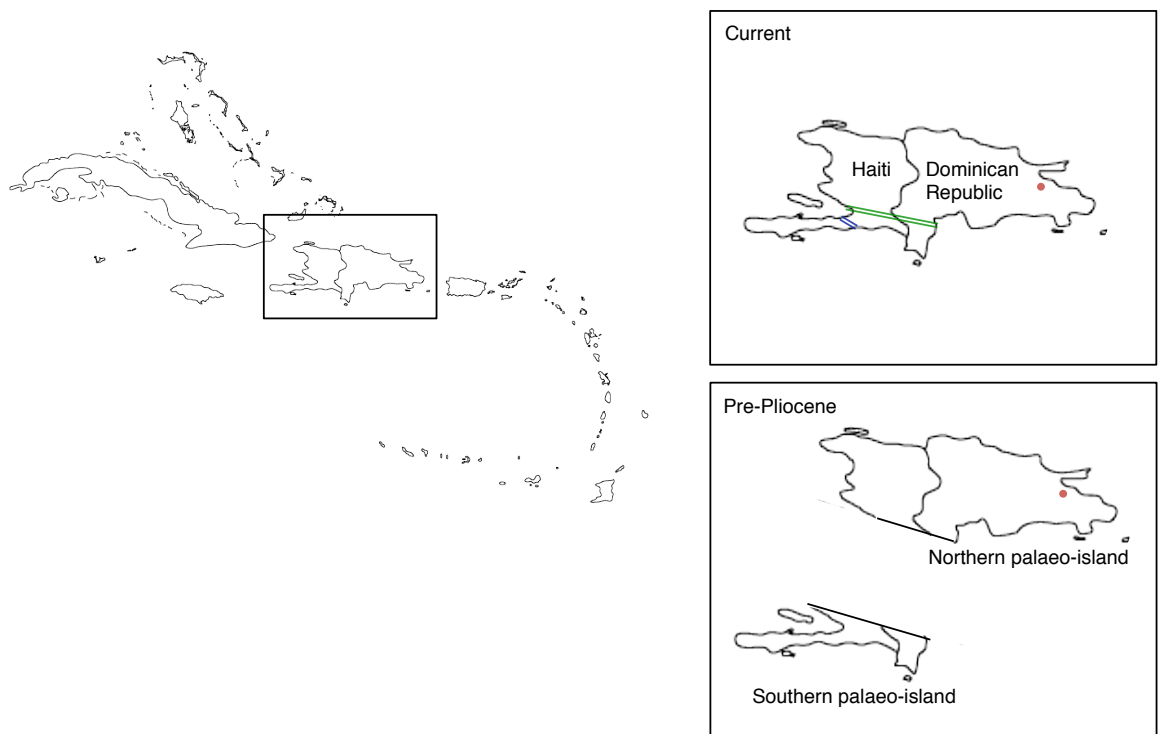 Current
Haiti
Dominican
Republic
Pre-Pliocene
Northern palaeo-island
Southern palaeo-island